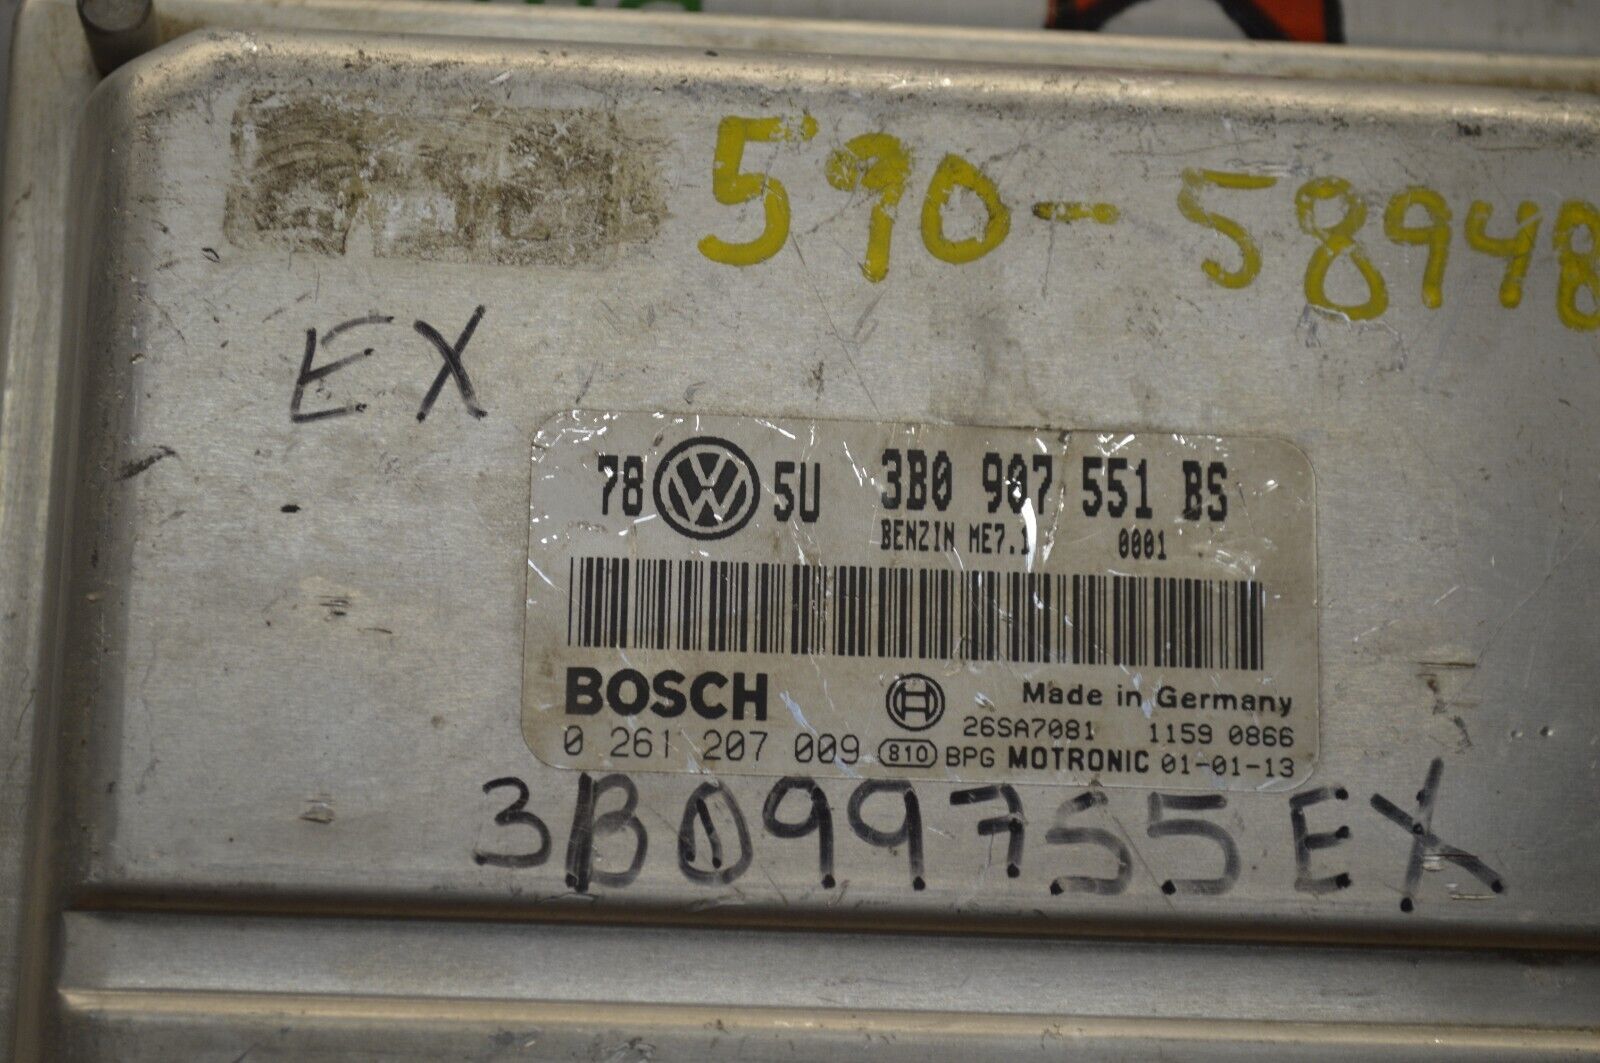 590-58948
EX
78 VW 5U 3B0 907 551 BS
BENZIN ME7.1 0001
BOSCH Made in Germany
26SA7081 1159 0866
0 261 207 009 810 BPG MOTRONIC 01-01-13
3B0997S5EX